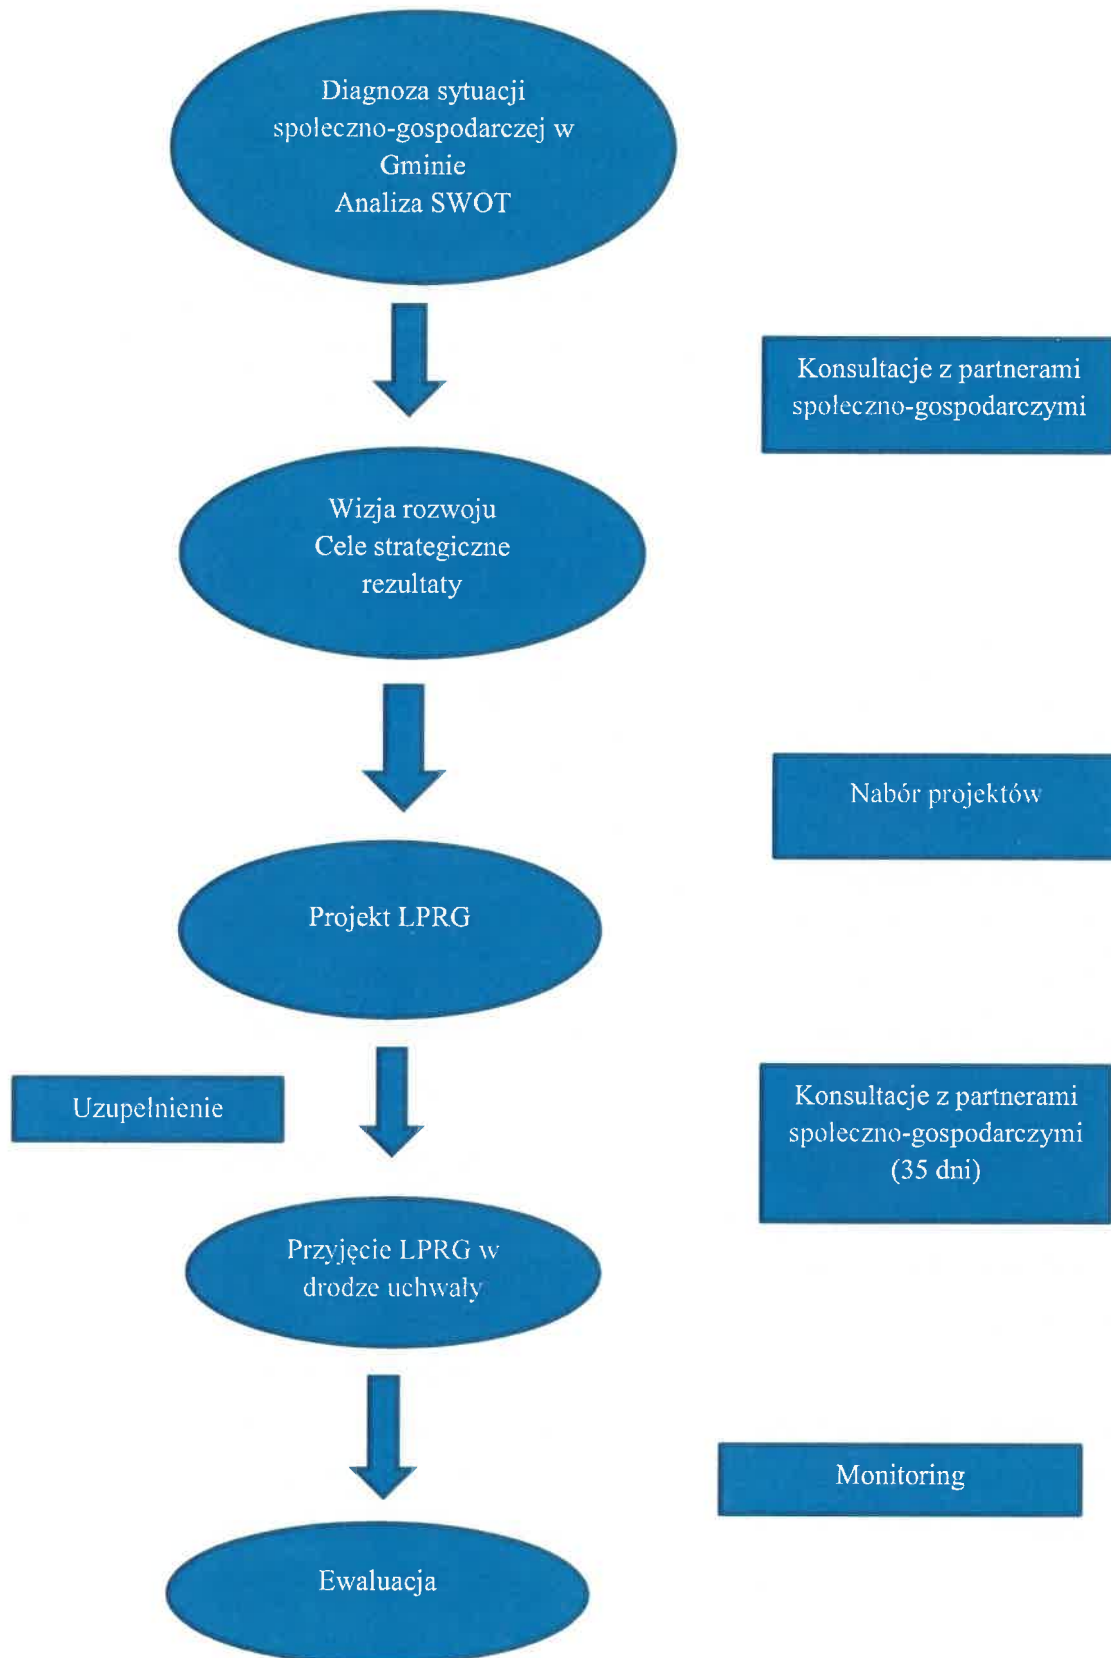 Diagnoza sytuacji
społeczno-gospodarczej w
Gminie
Analiza SWOT
Konsultacje z partnerami
społeczno-gospodarczymi
Wizja rozwoju
Cele strategiczne
rezultaty
Nabór projektów
Projekt LPRG
Uzupełnienie
Konsultacje z partnerami
społeczno-gospodarczymi
(35 dni)
Przyjęcie LPRG w
drodze uchwały
Monitoring
Ewaluacja